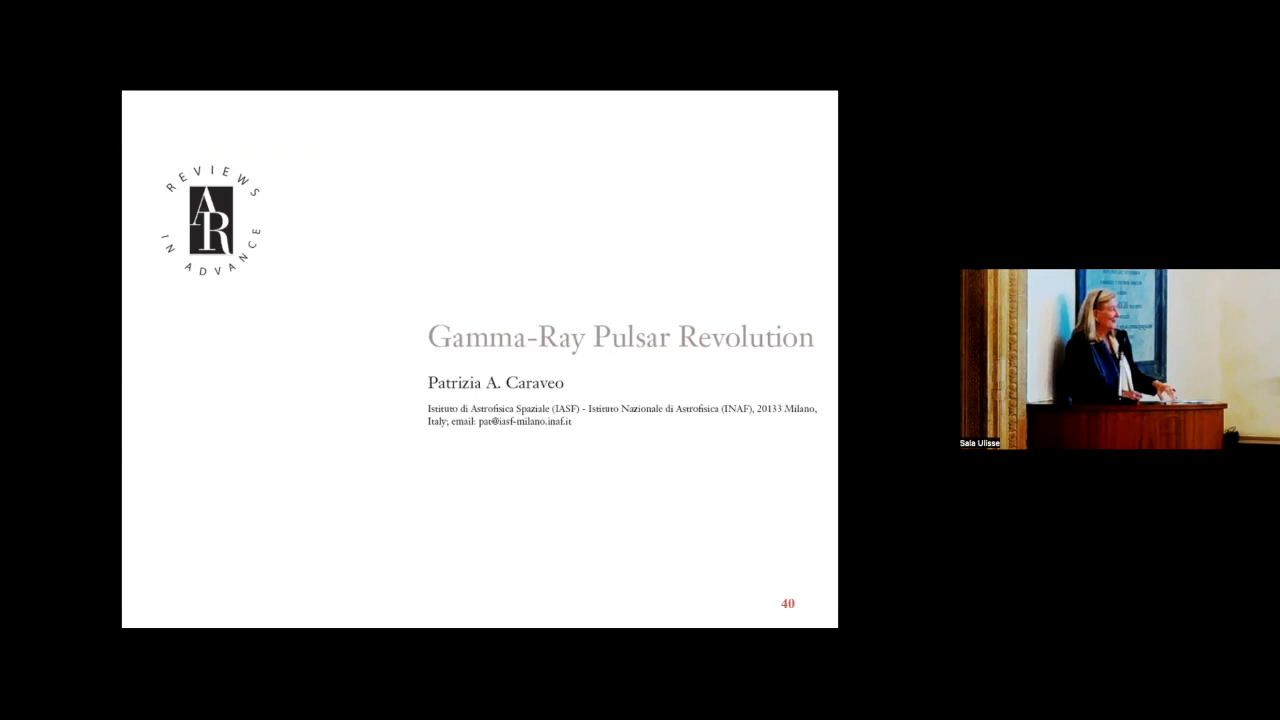 REVIEWS
AR
IN ADVANCE
Gamma-Ray Pulsar Revolution
Patrizia A. Caraveo
Istituto di Astrofisica Spaziale (IASF) - Istituto Nazionale di Astrofisica (INAF), 20133 Milano,
Italy; email: pat@iasf-milano.inaf.it
40
Sala Ulisse